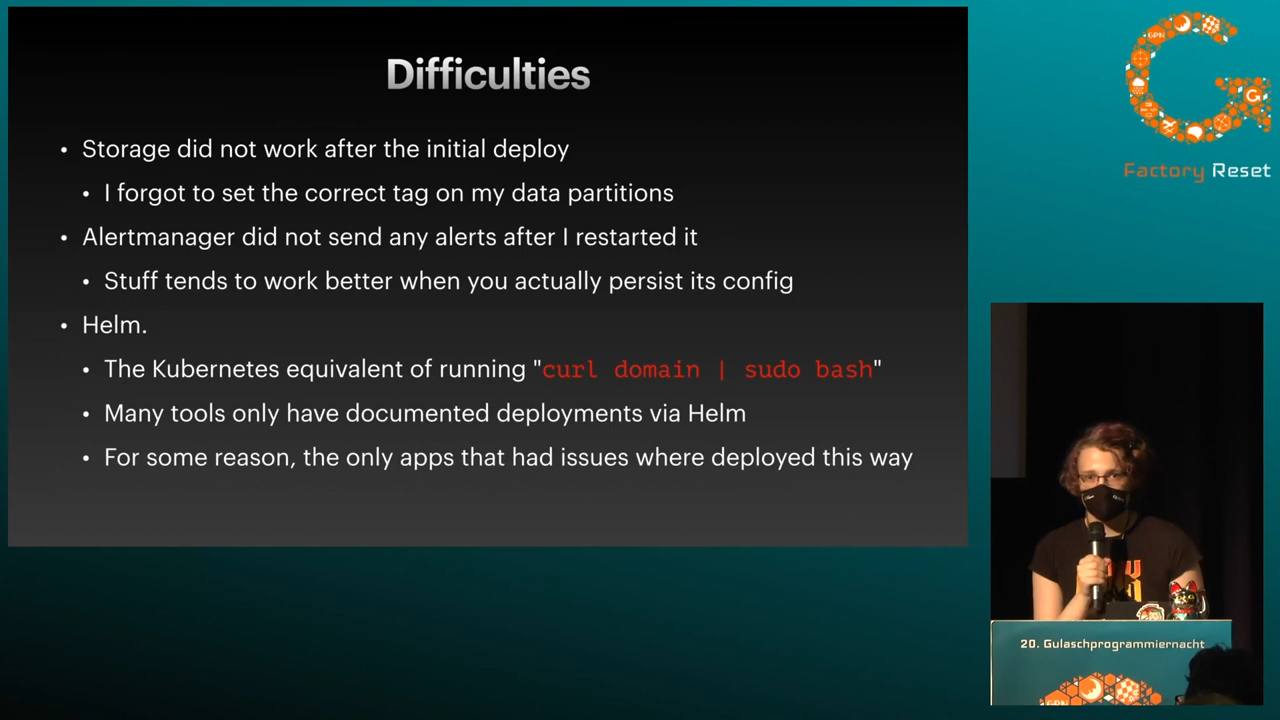 Difficulties
• Storage did not work after the initial deploy
• I forgot to set the correct tag on my data partitions
• Alertmanager did not send any alerts after I restarted it
• Stuff tends to work better when you actually persist its config
• Helm.
• The Kubernetes equivalent of running "curl domain | sudo bash"
• Many tools only have documented deployments via Helm
• For some reason, the only apps that had issues where deployed this way
GPN
G
Factory Reset
20. Gulaschprogrammiernacht
GPN